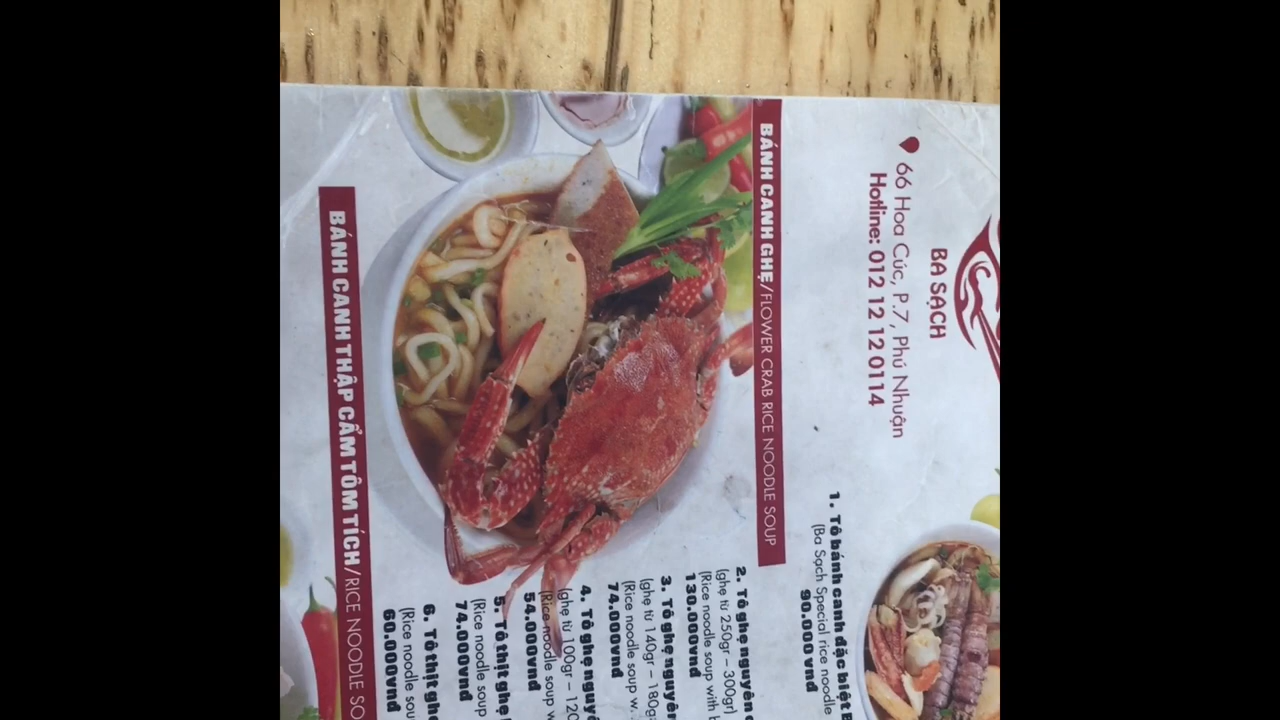 BA SẠCH
66 Hoa Cúc, P.7, Phú Nhuận
Hotline: 012 12 12 0114
1. Tô bánh canh đặc biệt
(Ba Sạch Special rice noodle
90.000 vnđ
BÁNH CANH GHẸ/FLOWER CRAB RICE NOODLE SOUP
2. Tô ghẹ nguyên
(ghẹ từ 250gr – 300gr)
(Rice noodle soup with
130.000vnđ
3. Tô ghẹ nguyên
(ghẹ từ 140gr – 180g
(Rice noodle soup w
74.000vnđ
4. Tô ghẹ nguyê
(ghẹ từ 100gr – 120
(Rice noodle soup w
54.000vnđ
5. Tô thịt ghẹ
(Rice noodle soup
74.000vnđ
6. Tô thịt ghẹ
(Rice noodle sou
60.000vnđ
BÁNH CANH THẬP CẨM TÔM TÍCH/RICE NOODLE SO